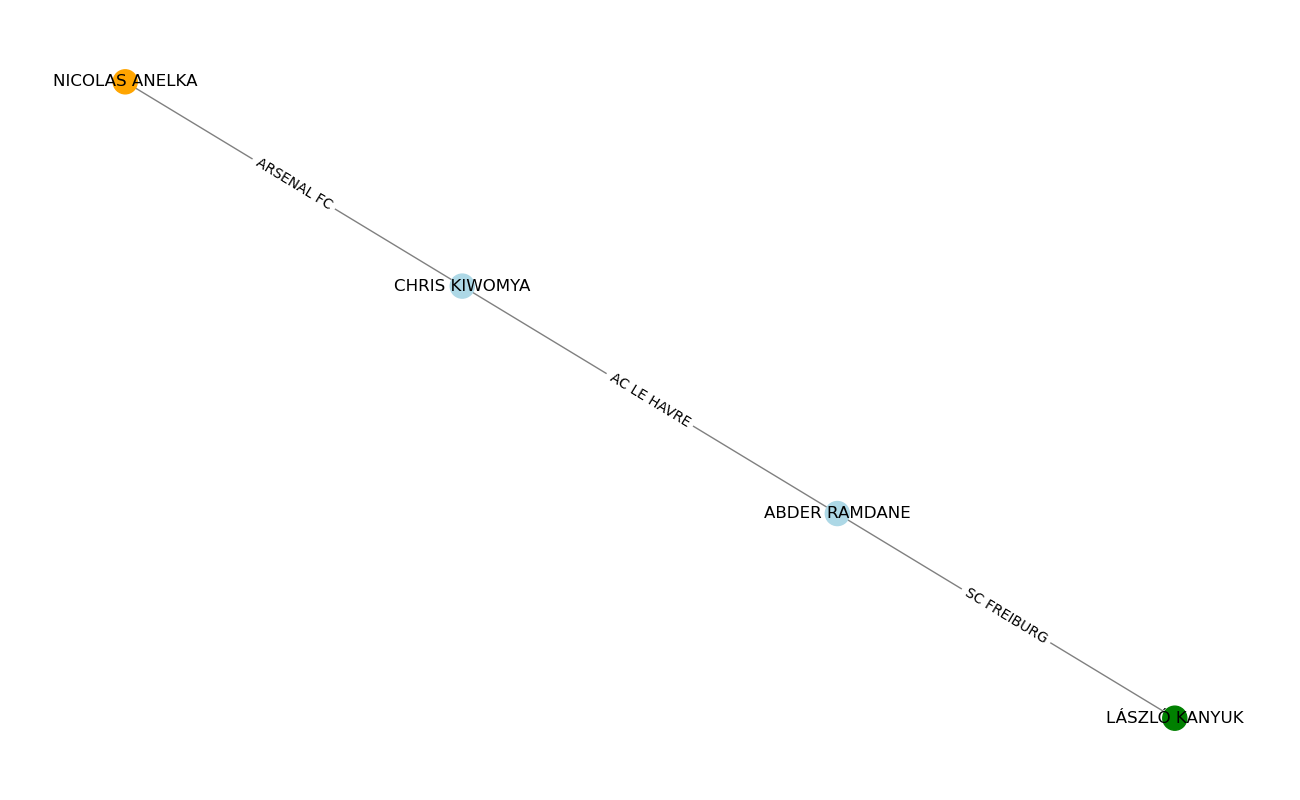 NICOLAS ANELKA
ARSENAL FC
CHRIS KIWOMYA
AC LE HAVRE
ABDER RAMDANE
SC FREIBURG
LÁSZLÓ KANYUK